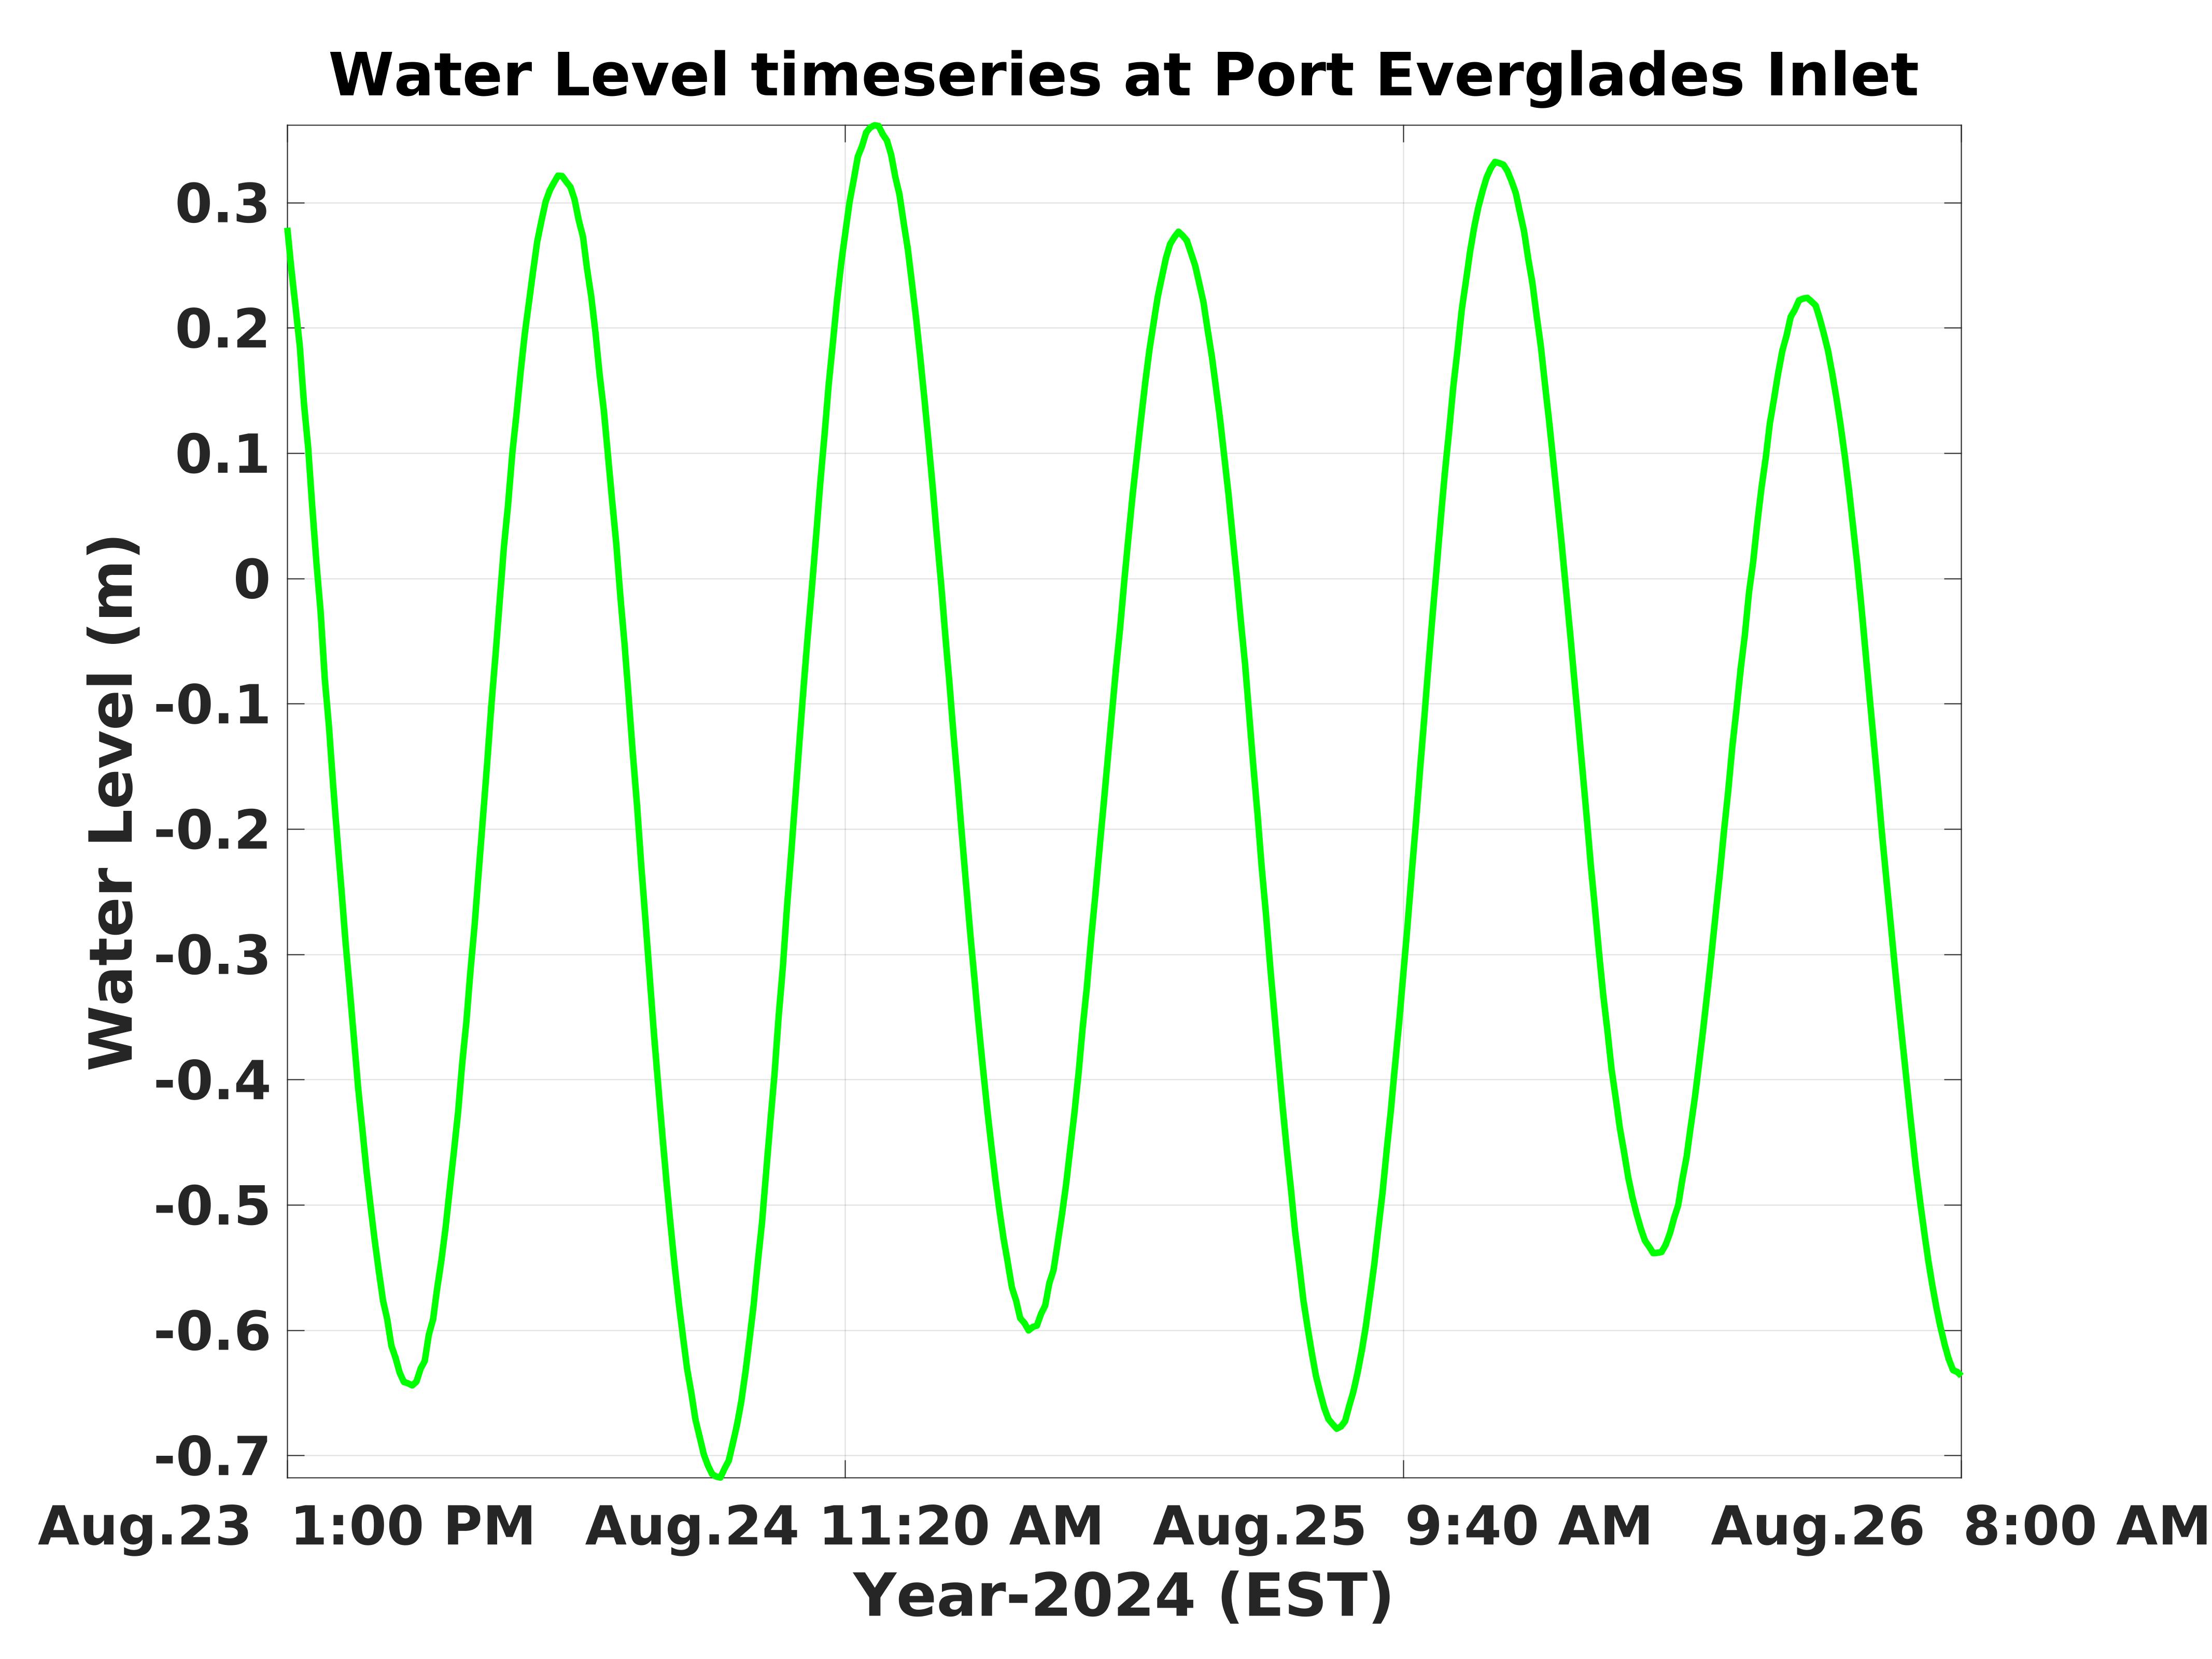 Water Level timeseries at Port Everglades Inlet
0.3
0.2
0.1
0
-0.1
-0.2
-0.3
-0.4
-0.5
-0.6
-0.7
Water Level (m)
Aug.23 1:00 PM Aug.24 11:20 AM Aug.25 9:40 AM Aug.26 8:00 AM
Year-2024 (EST)